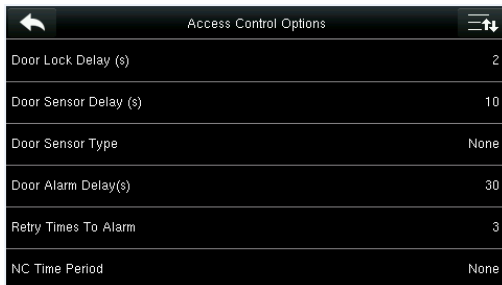 Access Control Options
Door Lock Delay (s) 2
Door Sensor Delay (s) 10
Door Sensor Type None
Door Alarm Delay(s) 30
Retry Times To Alarm 3
NC Time Period None